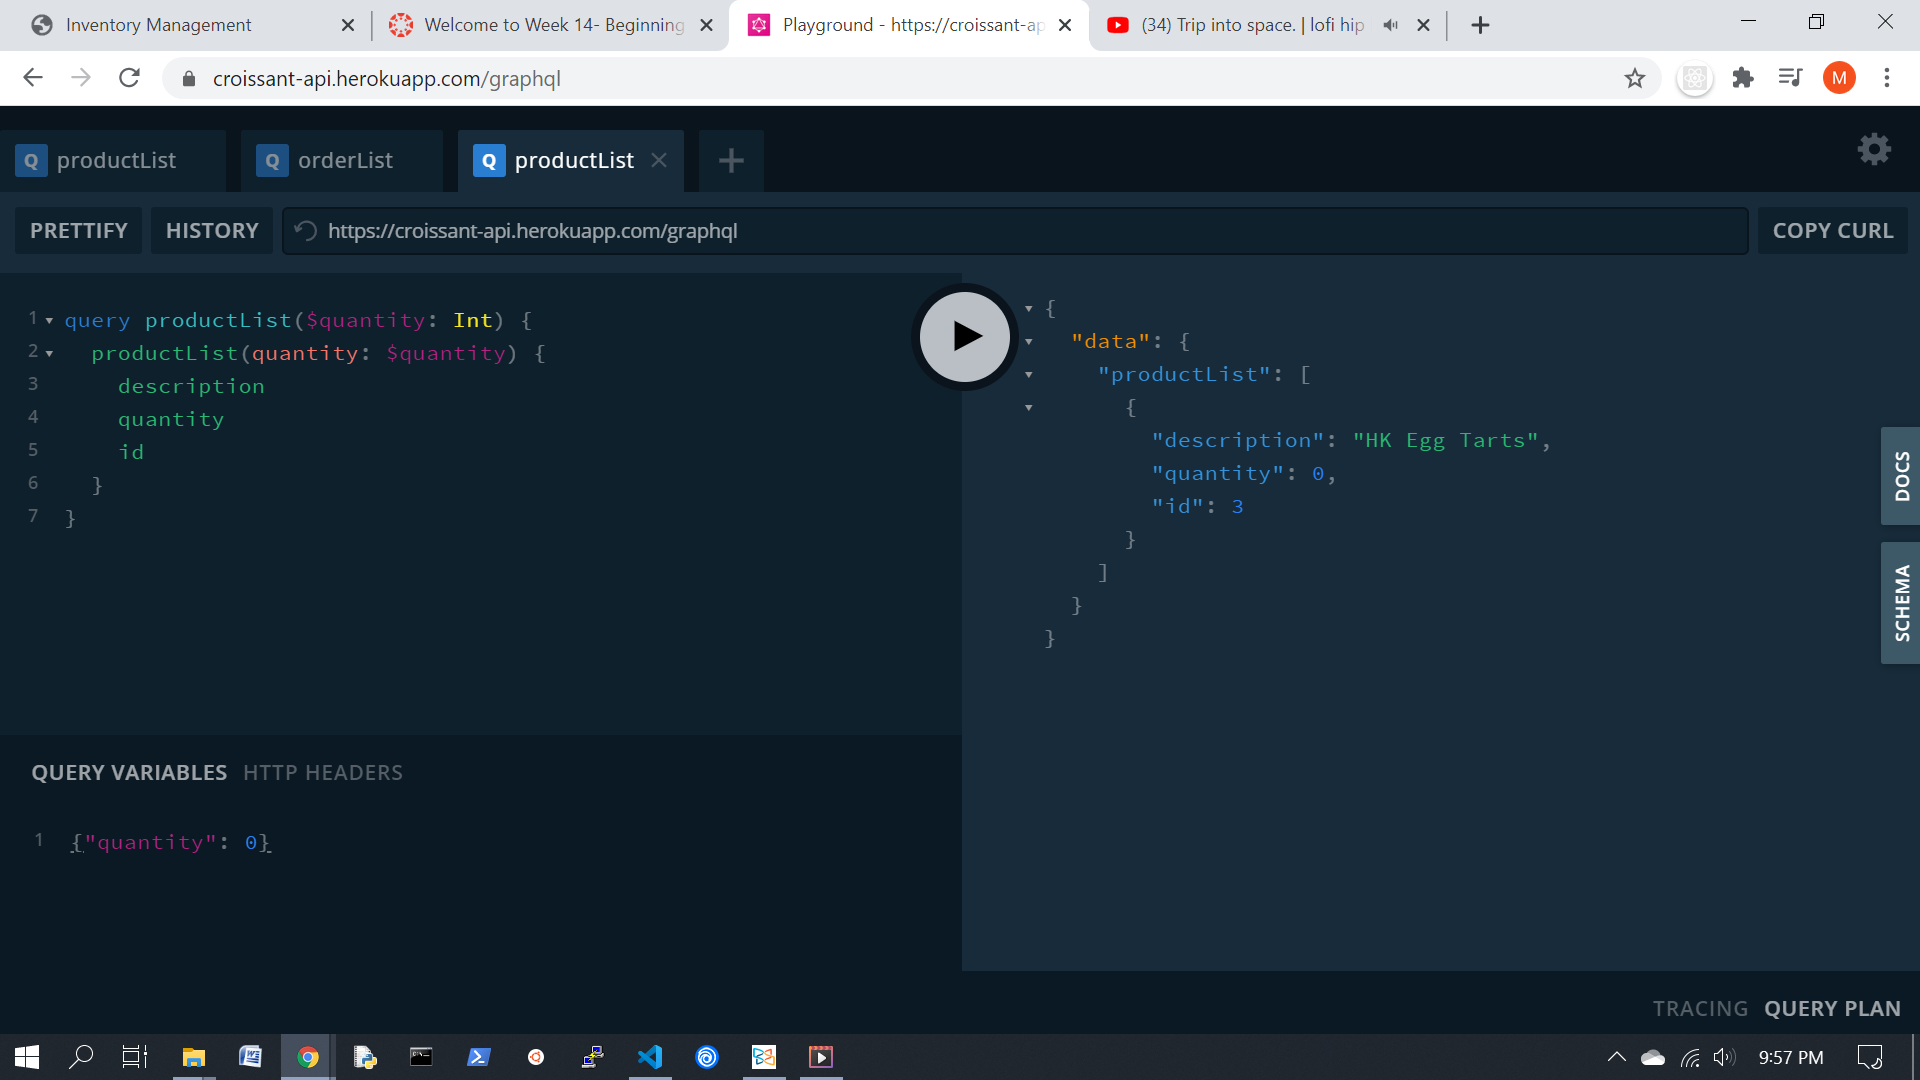 Inventory Management
Welcome to Week 14- Beginning
Playground - https://croissant-ap
(34) Trip into space. | lofi hip
croissant-api.herokuapp.com/graphql
M
Q productList
Q orderList
Q productList
PRETTIFY
HISTORY
https://croissant-api.herokuapp.com/graphql
COPY CURL
1 query productList($quantity: Int) {
2 productList(quantity: $quantity) {
3 description
4 quantity
5 id
6 }
7 }
{
"data": {
"productList": [
{
"description": "HK Egg Tarts",
"quantity": 0,
"id": 3
}
]
}
}
DOCS
SCHEMA
QUERY VARIABLES HTTP HEADERS
1 {"quantity": 0}
TRACING QUERY PLAN
9:57 PM